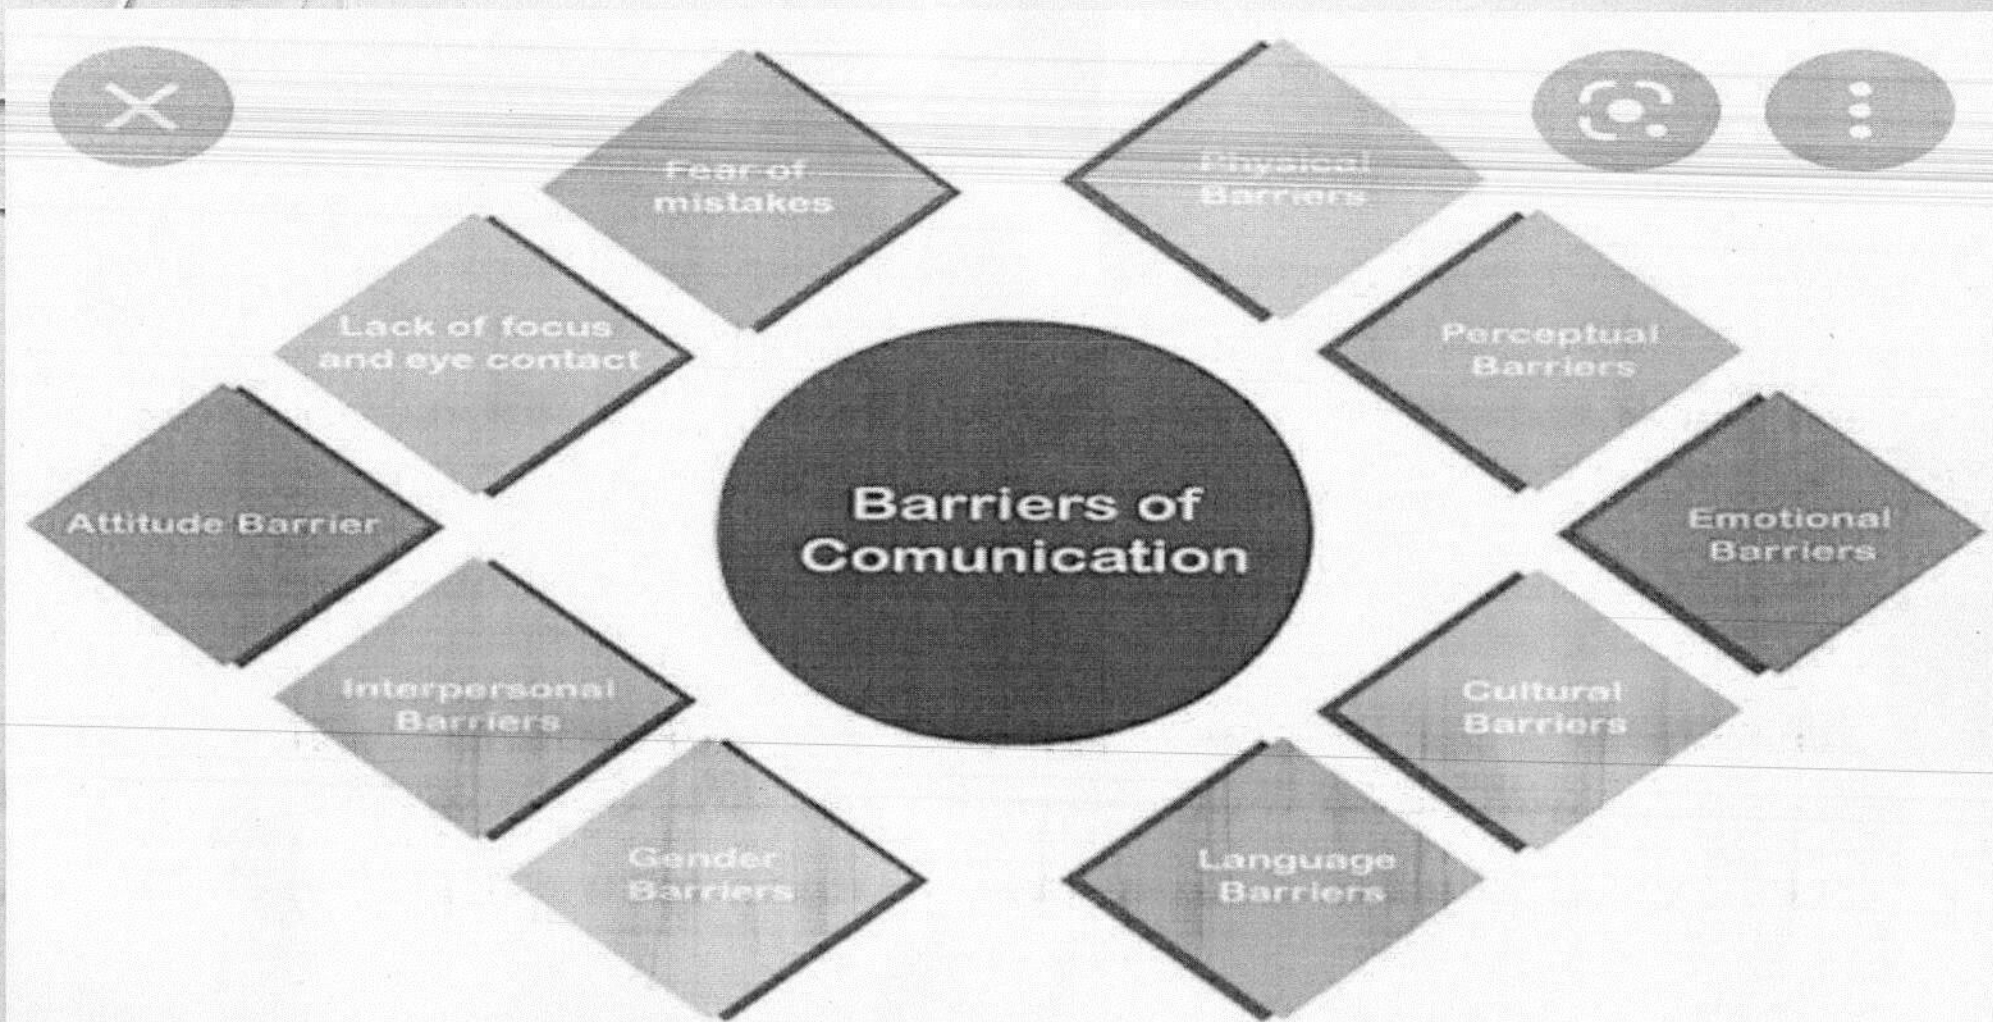 Fear of
mistakes
Phyaical
Barriers
Lack of focus
and eye contact
Perceptual
Barriers
Attitude Barrier
Barriers of
Comunication
Emotional
Barriers
Interpersonal
Barriers
Cultural
Barriers
Gender
Barriers
Language
Barriers